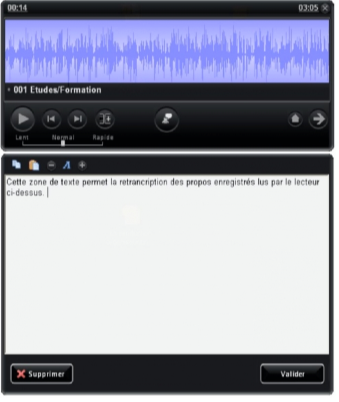 00:14 03:05
001 Etudes/Formation
Lent Normal Rapide
Cette zone de texte permet la retrancription des propos enregistrés lus par le lecteur
ci-dessus.
Supprimer Valider